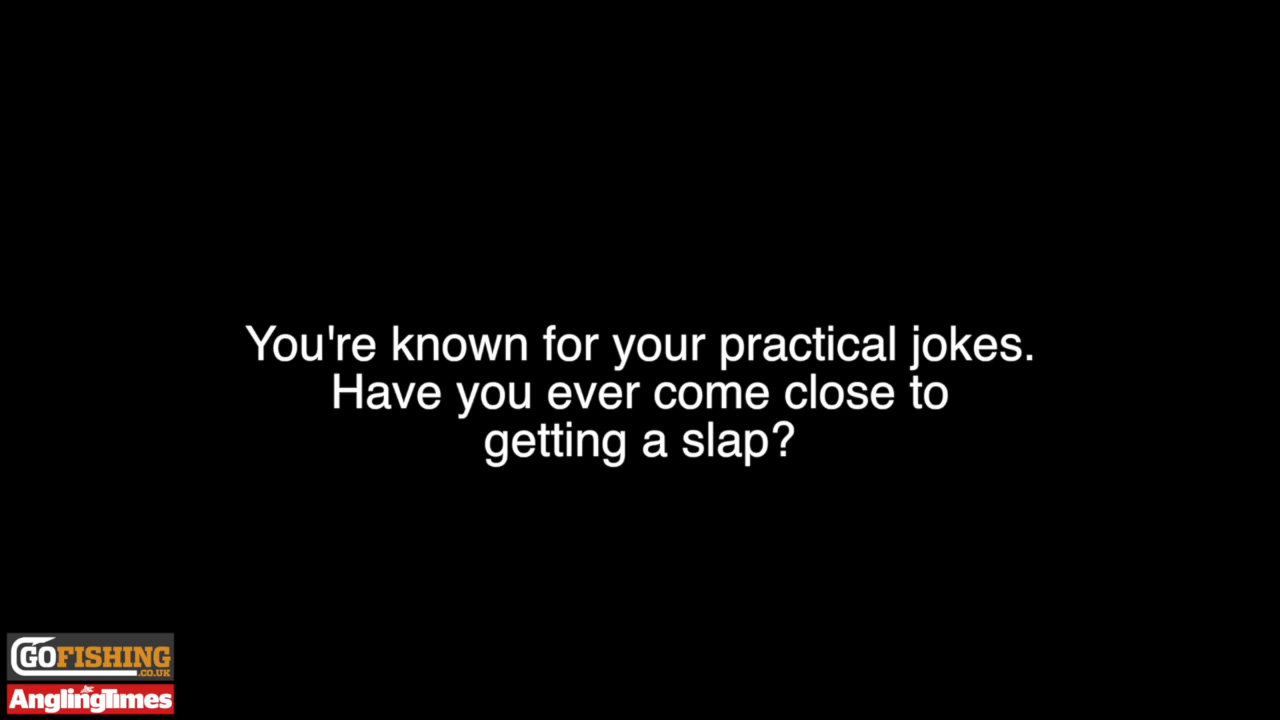 You're known for your practical jokes.
Have you ever come close to
getting a slap?
GOFISHING
.CO.UK
AnglingTimes